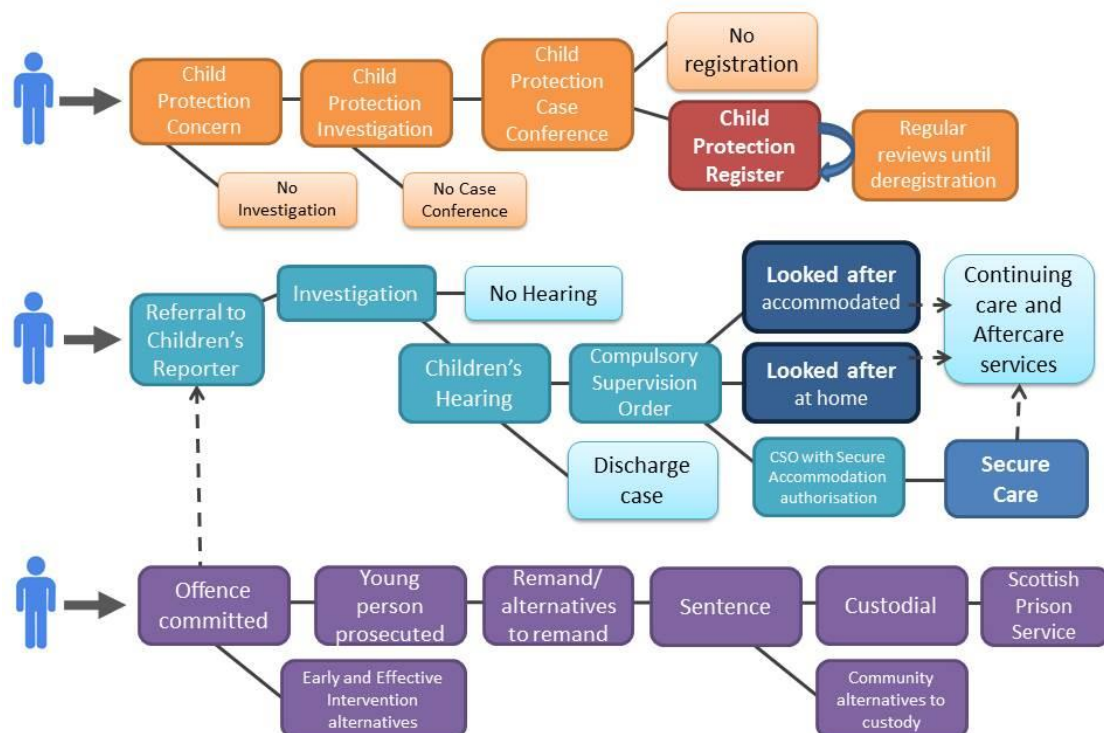 Child
Protection
Concern
Child
Protection
Investigation
Child
Protection
Case
Conference
No
registration
Child
Protection
Register
Regular
reviews until
deregistration
No
Investigation
No Case
Conference
Referral to
Children’s
Reporter
Investigation
No Hearing
Children’s
Hearing
Compulsory
Supervision
Order
Looked after
accommodated
Looked after
at home
Continuing
care and
Aftercare
services
Discharge
case
CSO with Secure
Accommodation
authorisation
Secure
Care
Offence
committed
Young
person
prosecuted
Remand/
alternatives
to remand
Sentence
Custodial
Scottish
Prison
Service
Early and Effective
Intervention
alternatives
Community
alternatives to
custody